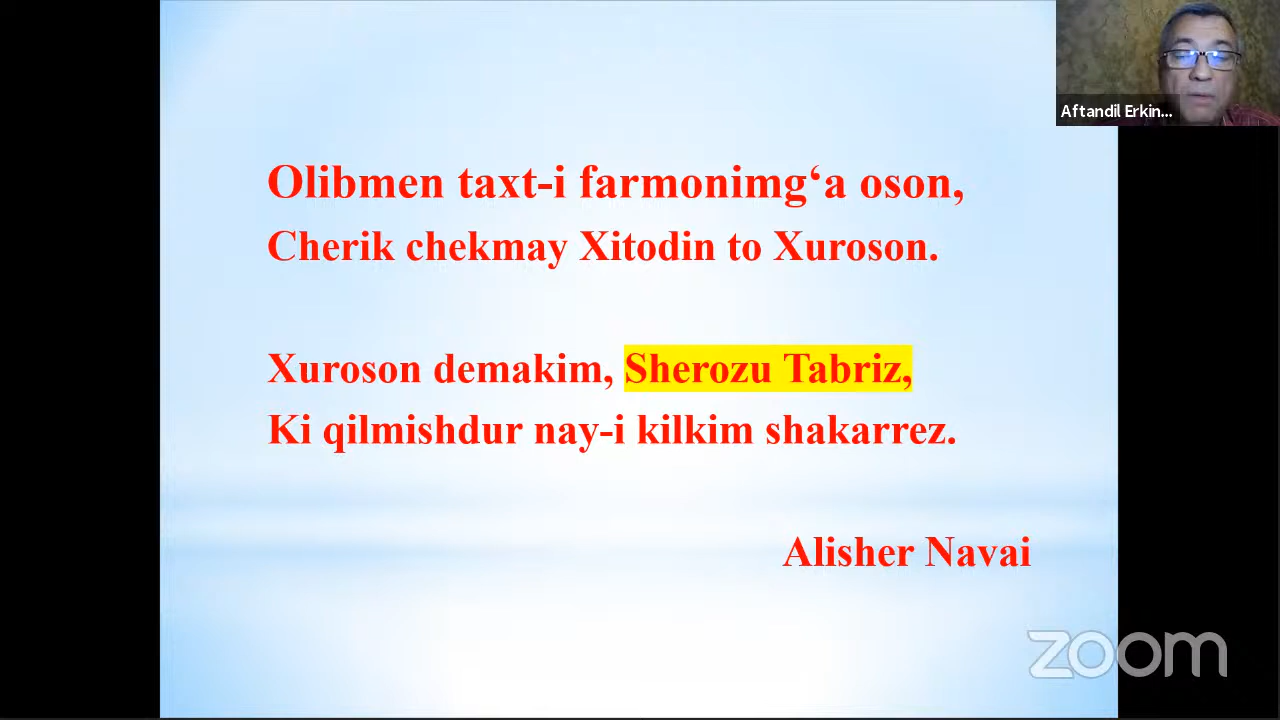 Aftandil Erkin...
Olibmen taxt-i farmonimg‘a oson,
Cherik chekmay Xitodin to Xuroson.
Xuroson demakim, Sherozu Tabriz,
Ki qilmishdur nay-i kilkim shakarrez.
Alisher Navai
zoom